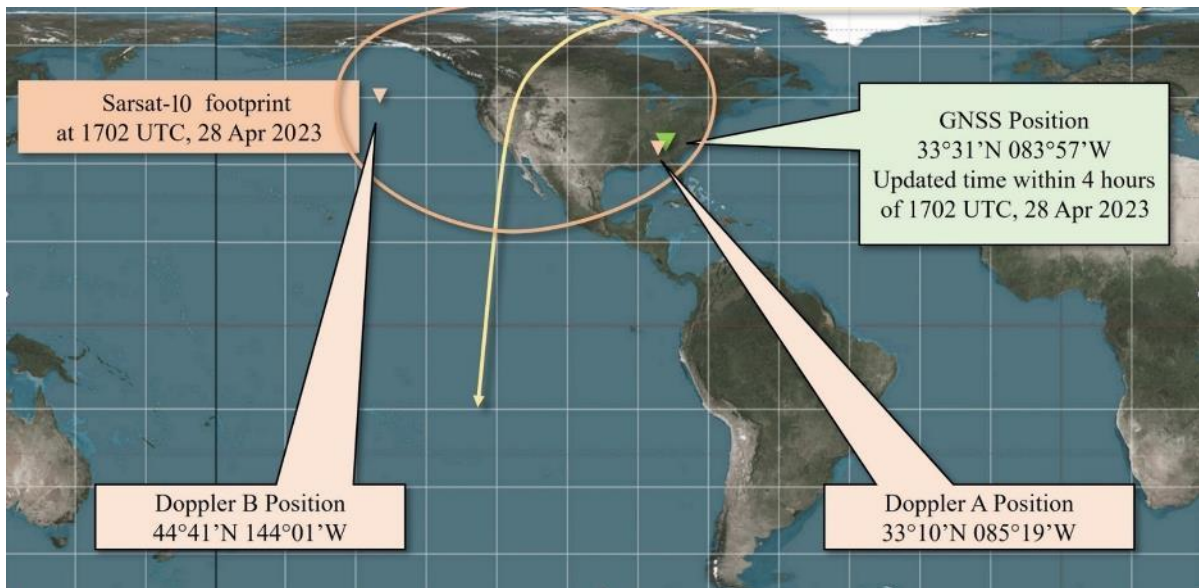 Sarsat-10 footprint
at 1702 UTC, 28 Apr 2023
GNSS Position
33°31’N 083°57’W
Updated time within 4 hours
of 1702 UTC, 28 Apr 2023
Doppler B Position
44°41’N 144°01’W
Doppler A Position
33°10’N 085°19’W